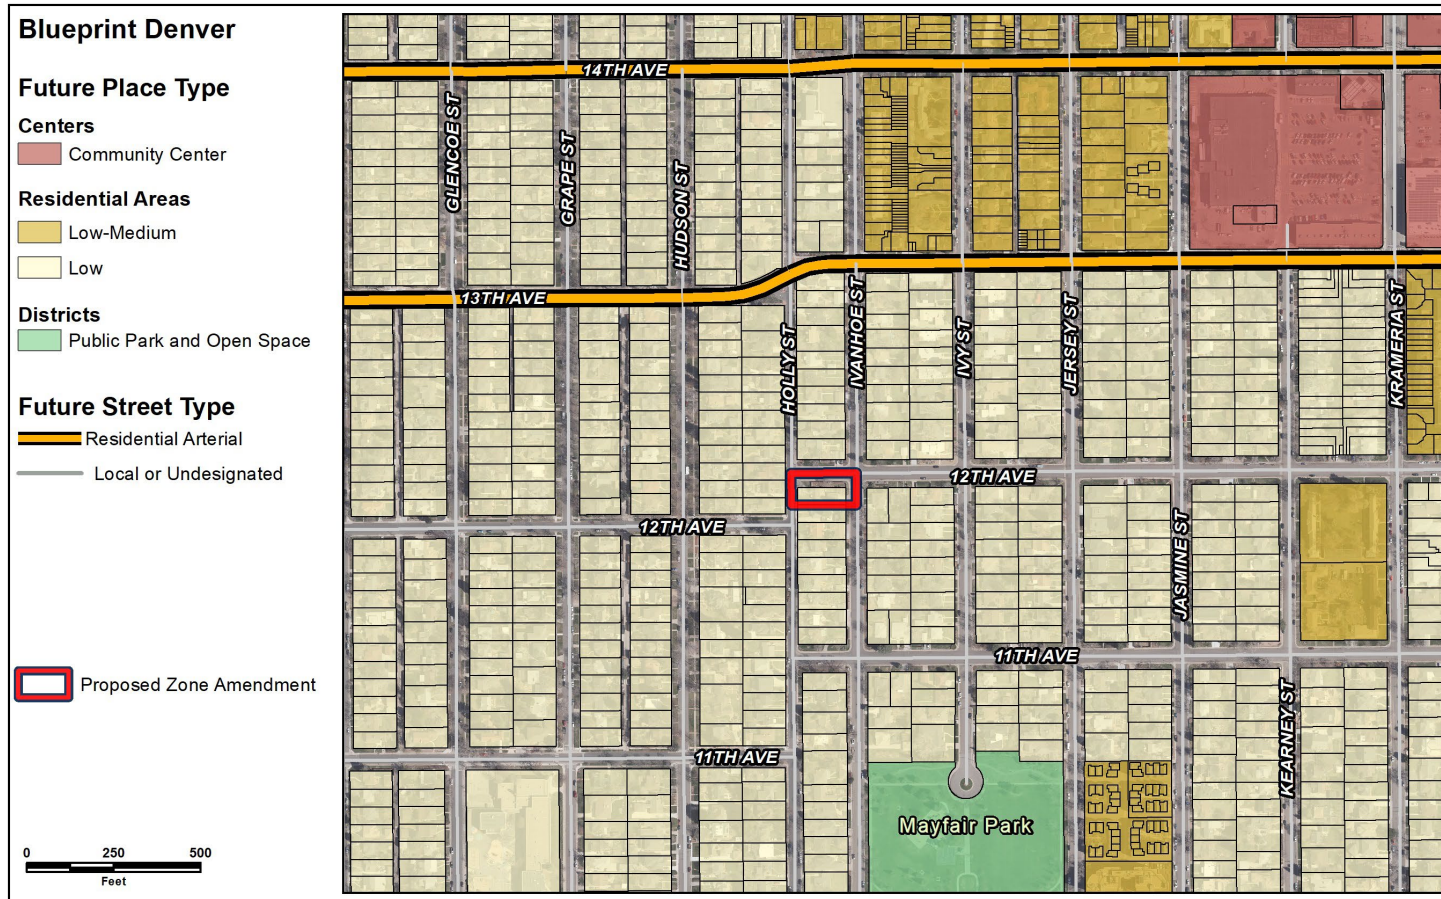 Blueprint Denver
Future Place Type
Centers
Community Center
Residential Areas
Low-Medium
Low
Districts
Public Park and Open Space
Future Street Type
Residential Arterial
Local or Undesignated
Proposed Zone Amendment
0 250 500
Feet
14TH AVE
GLENCOE ST
GRAPE ST
HUDSON ST
13TH AVE
HOLLY ST
IVANHOE ST
IVY ST
JERSEY ST
KRAMERIA ST
12TH AVE
12TH AVE
JASMINE ST
11TH AVE
KEARNEY ST
11TH AVE
Mayfair Park